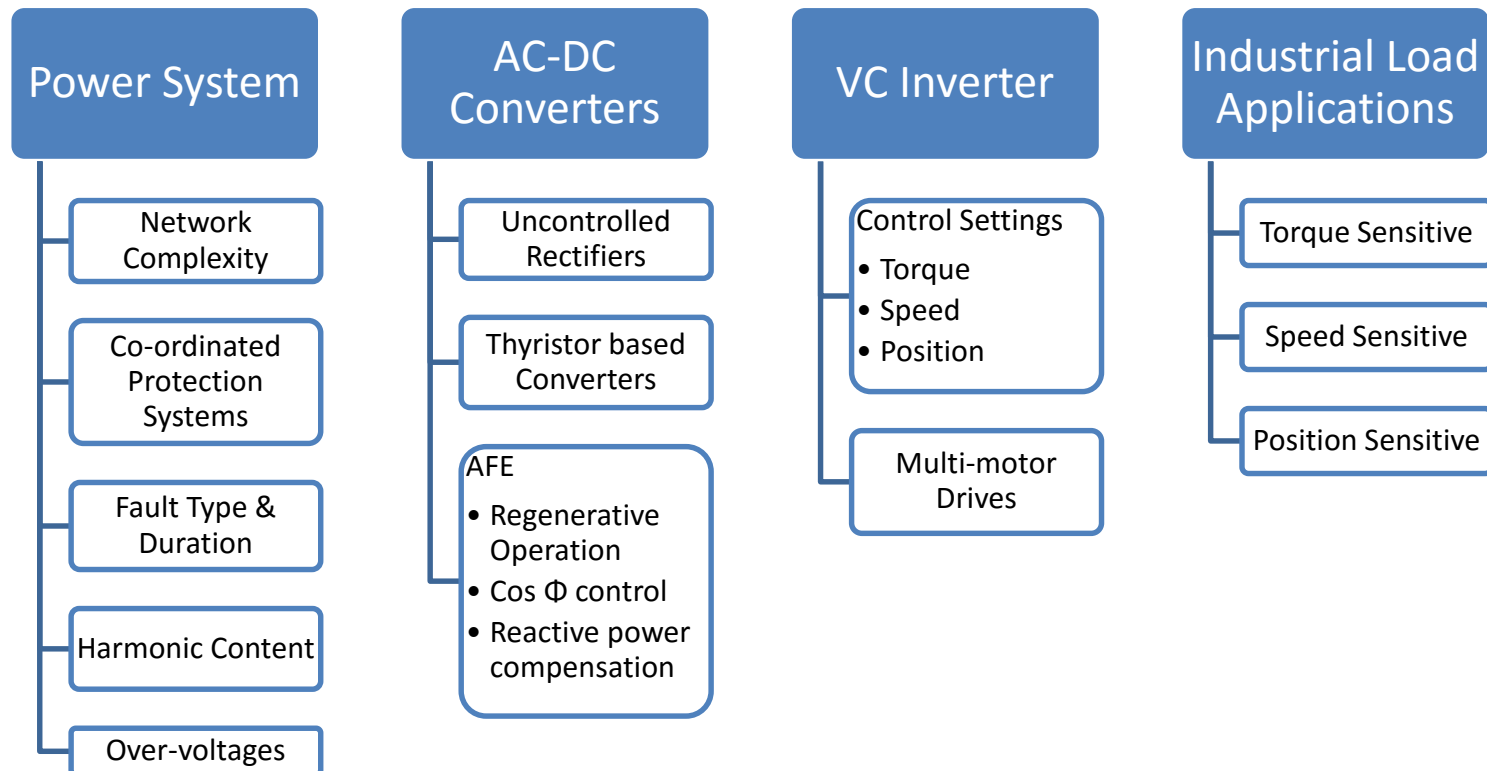 Power System
Network
Complexity
Co-ordinated
Protection
Systems
Fault Type &
Duration
Harmonic Content
Over-voltages
AC-DC
Converters
Uncontrolled
Rectifiers
Thyristor based
Converters
AFE
• Regenerative
Operation
• Cos Φ control
• Reactive power
compensation
VC Inverter
Control Settings
• Torque
• Speed
• Position
Multi-motor
Drives
Industrial Load
Applications
Torque Sensitive
Speed Sensitive
Position Sensitive